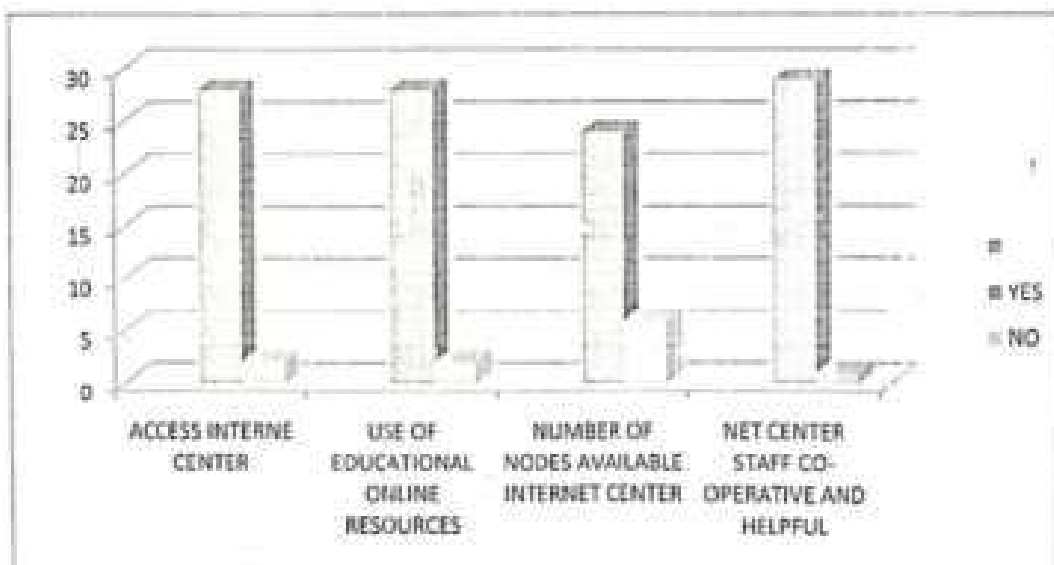 30
25
20
15
10
5
0
ACCESS INTERNE
CENTER
USE OF
EDUCATIONAL
ONLINE
RESOURCES
NUMBER OF
NODES AVAILABLE
INTERNET CENTER
NET CENTER
STAFF CO-
OPERATIVE AND
HELPFUL
YES
NO